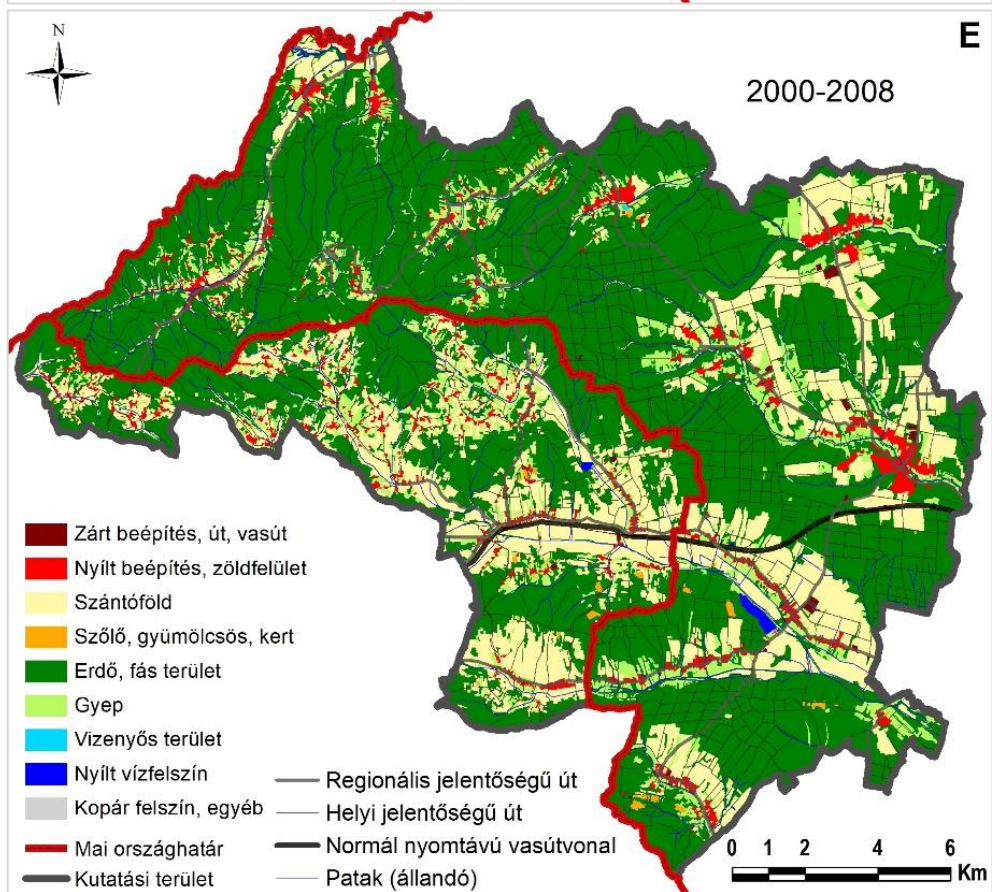 N
E
2000-2008
Zárt beépítés, út, vasút
Nyílt beépítés, zöldfelület
Szántóföld
Szőlő, gyümölcsös, kert
Erdő, fás terület
Gyep
Vizenyős terület
Nyílt vízfelszín
Kopár felszín, egyéb
Mai országhatár
Kutatási terület
Regionális jelentőségű út
Helyi jelentőségű út
Normál nyomtávú vasútvonal
Patak (állandó)
0 1 2 4 6
Km